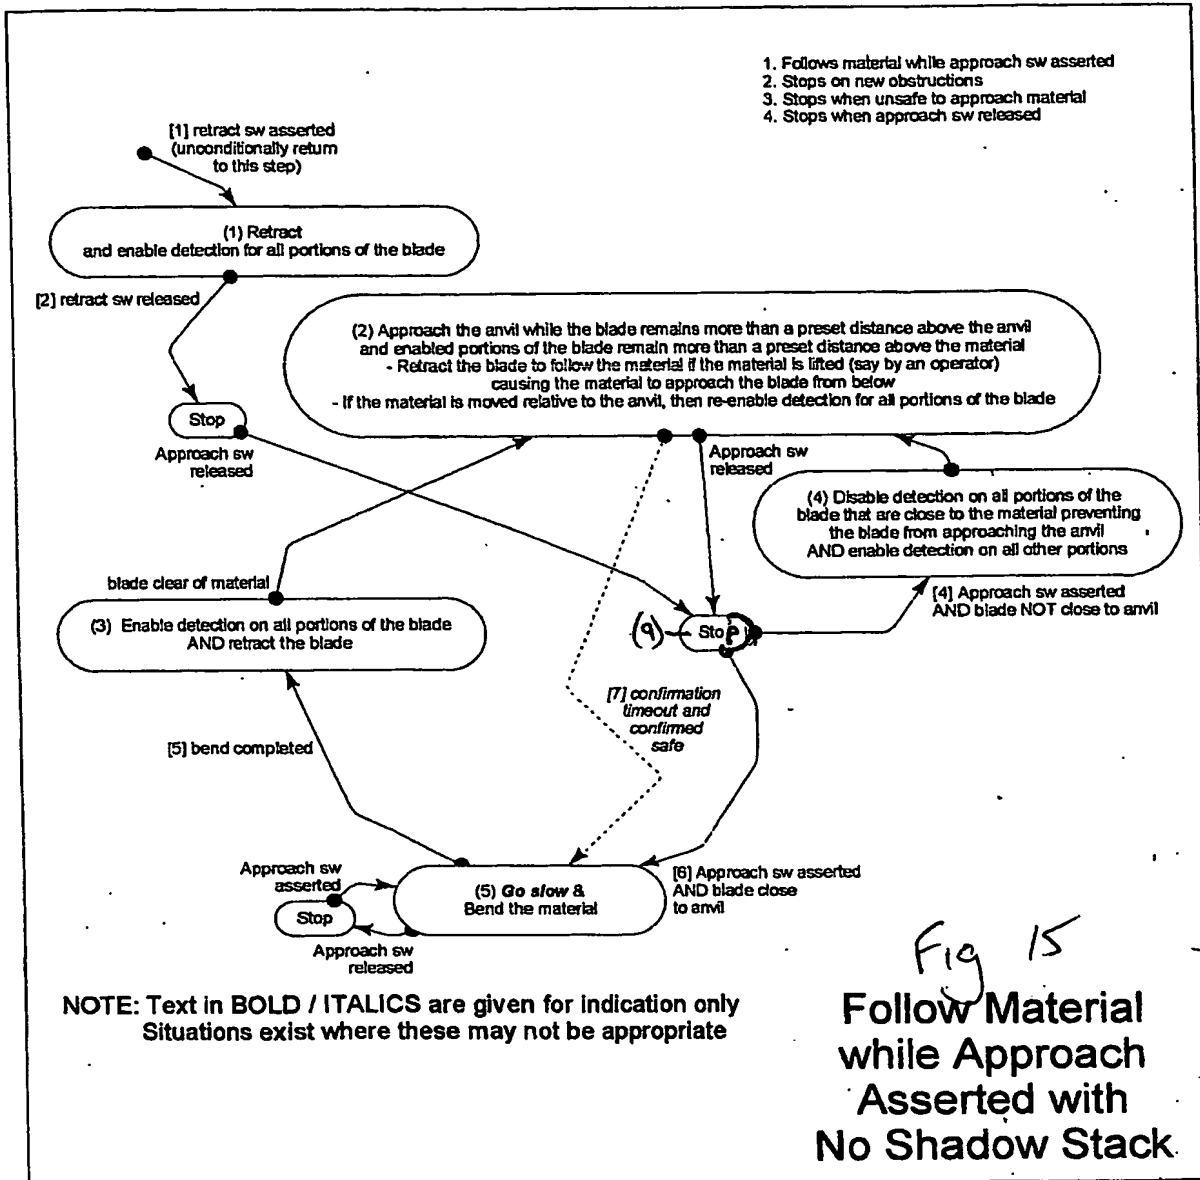 1. Follows material while approach sw asserted
2. Stops on new obstructions
3. Stops when unsafe to approach material
4. Stops when approach sw released
[1] retract sw asserted
(unconditionally return
to this step)
(1) Retract
and enable detection for all portions of the blade
[2] retract sw released
(2) Approach the anvil while the blade remains more than a preset distance above the anvil
and enabled portions of the blade remain more than a preset distance above the material
- Retract the blade to follow the material if the material is lifted (say by an operator)
causing the material to approach the blade from below
- If the material is moved relative to the anvil, then re-enable detection for all portions of the blade
Stop
Approach sw
released
Approach sw
released
(4) Disable detection on all portions of the
blade that are close to the material preventing
the blade from approaching the anvil
AND enable detection on all other portions
blade clear of material
[4] Approach sw asserted
AND blade NOT close to anvil
(3) Enable detection on all portions of the blade
AND retract the blade
(9) Stop
[7] confirmation
timeout and
confirmed
safe
[5] bend completed
Approach sw
asserted
(5) Go slow &
Bend the material
[6] Approach sw asserted
AND blade close
to anvil
Stop
Approach sw
released
NOTE: Text in BOLD / ITALICS are given for indication only
Situations exist where these may not be appropriate
Fig 15
Follow Material
while Approach
Asserted with
No Shadow Stack